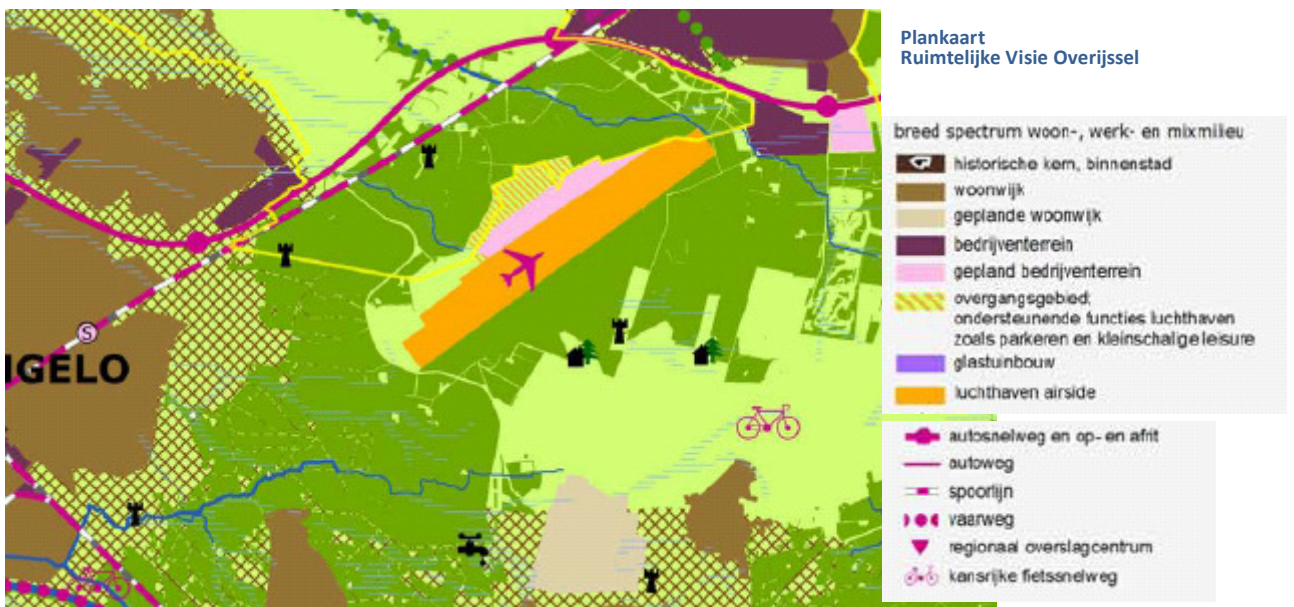 Plankaart
Ruimtelijke Visie Overijssel
breed spectrum woon-, werk- en mixmilieu
historische kern, binnenstad
woonwijk
geplande woonwijk
bedrijventerrein
gepland bedrijventerrein
overgangsgebied:
ondersteunende functies luchthaven
zoals parkeren en kleinschalige leisure
glastuinbouw
luchthaven airside
S
IGELO
autosnelweg en op- en afrit
autoweg
spoorlijn
vaarweg
regionaal overslagcentrum
kansrijke fietssnelweg